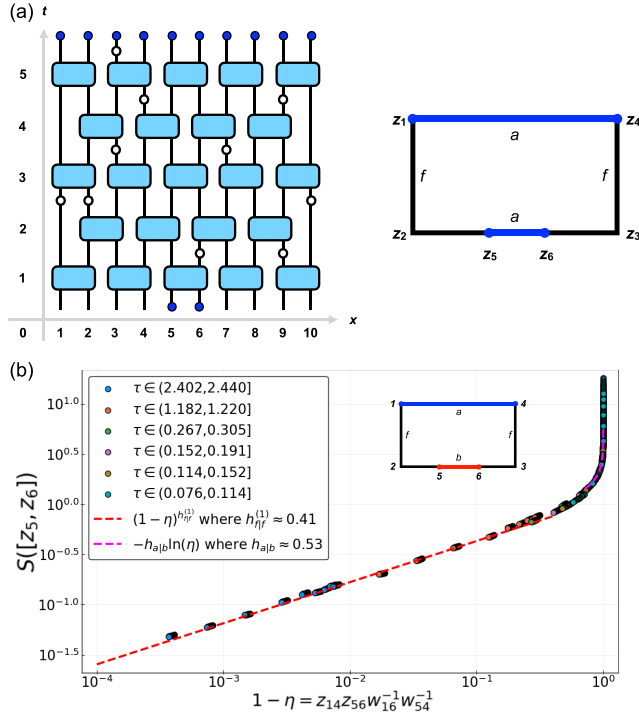 (a)
t
5
4
3
2
1
0 1 2 3 4 5 6 7 8 9 10 x
z1 z4
a
f f
a
z2 z3
z5 z6
(b)
S([z5, z6])
10^1.0
10^0.5
10^0.0
10^−0.5
10^−1.0
10^−1.5
τ ∈ (2.402,2.440]
τ ∈ (1.182,1.220]
τ ∈ (0.267,0.305]
τ ∈ (0.152,0.191]
τ ∈ (0.114,0.152]
τ ∈ (0.076,0.114]
(1 − η)^h_f|f^(1) where h_f|f^(1) ≈ 0.41
−h_a|b ln(η) where h_a|b ≈ 0.53
1 4
a
f f
b
2 3
5 6
10^−4 10^−3 10^−2 10^−1 10^0
1 − η = z14 z56 w16^−1 w54^−1